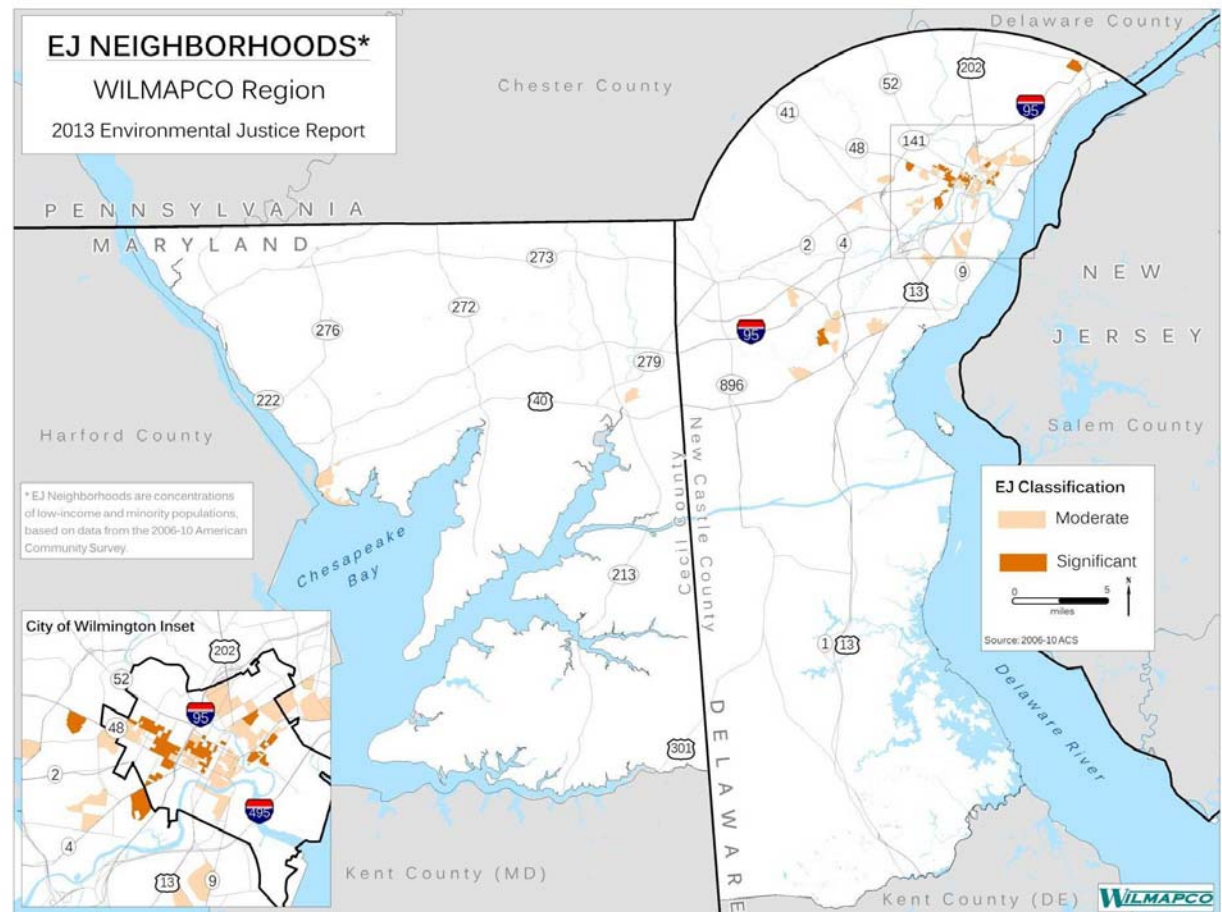 EJ NEIGHBORHOODS*
WILMAPCO Region
2013 Environmental Justice Report
Delaware County
Chester County
202
52
95
41
141
48
PENNSYLVANIA
MARYLAND
273
2
4
9
NEW
JERSEY
13
272
276
95
279
896
222
40
Harford County
Salem County
New Castle County
Cecil County
* EJ Neighborhoods are concentrations
of low-income and minority populations,
based on data from the 2006-10 American
Community Survey.
Chesapeake
Bay
213
EJ Classification
Moderate
Significant
0 5
miles
N
Source: 2006-10 ACS
1
13
Delaware River
301
DELAWARE
City of Wilmington Inset
202
52
95
48
2
495
4
13
9
Kent County (MD)
Kent County (DE)
WILMAPCO